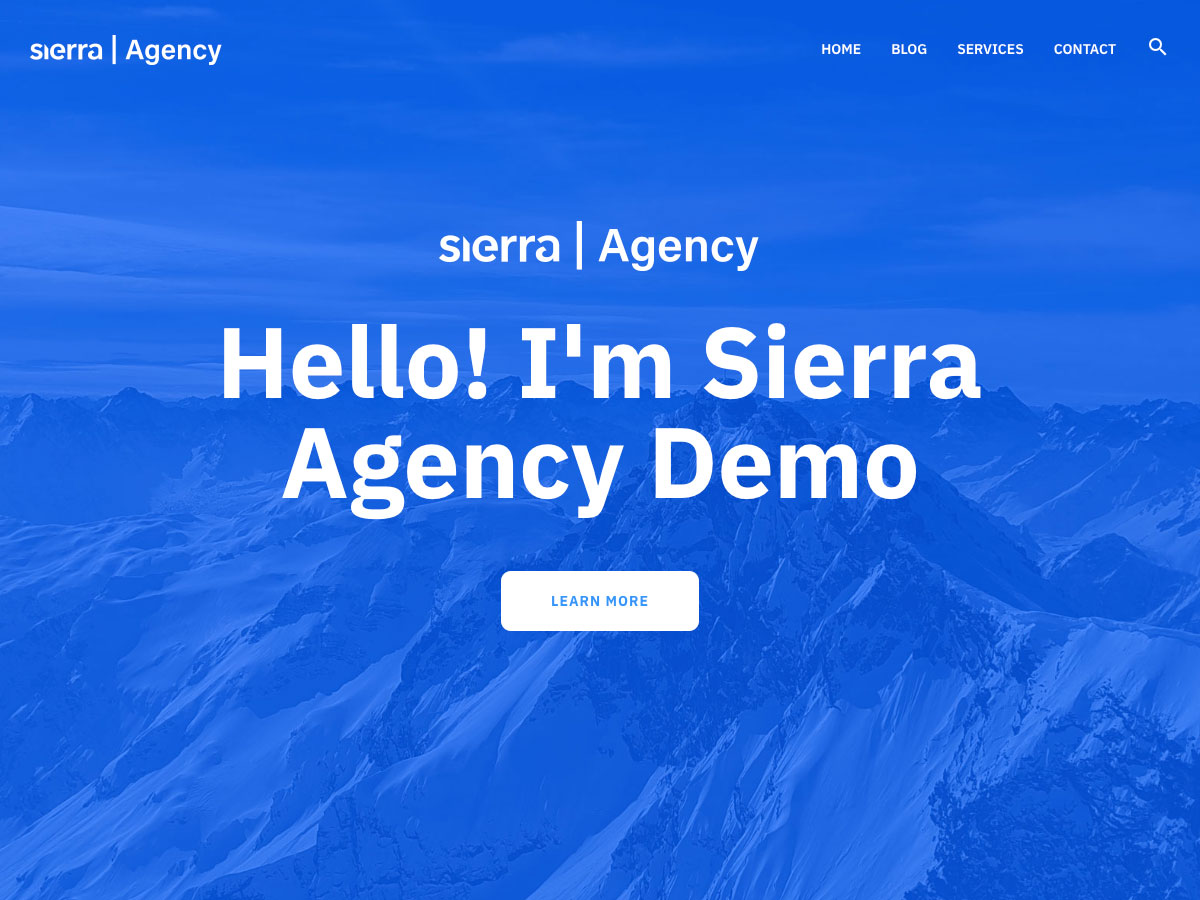 sierra | Agency
HOME BLOG SERVICES CONTACT
sierra | Agency
Hello! I'm Sierra
Agency Demo
LEARN MORE